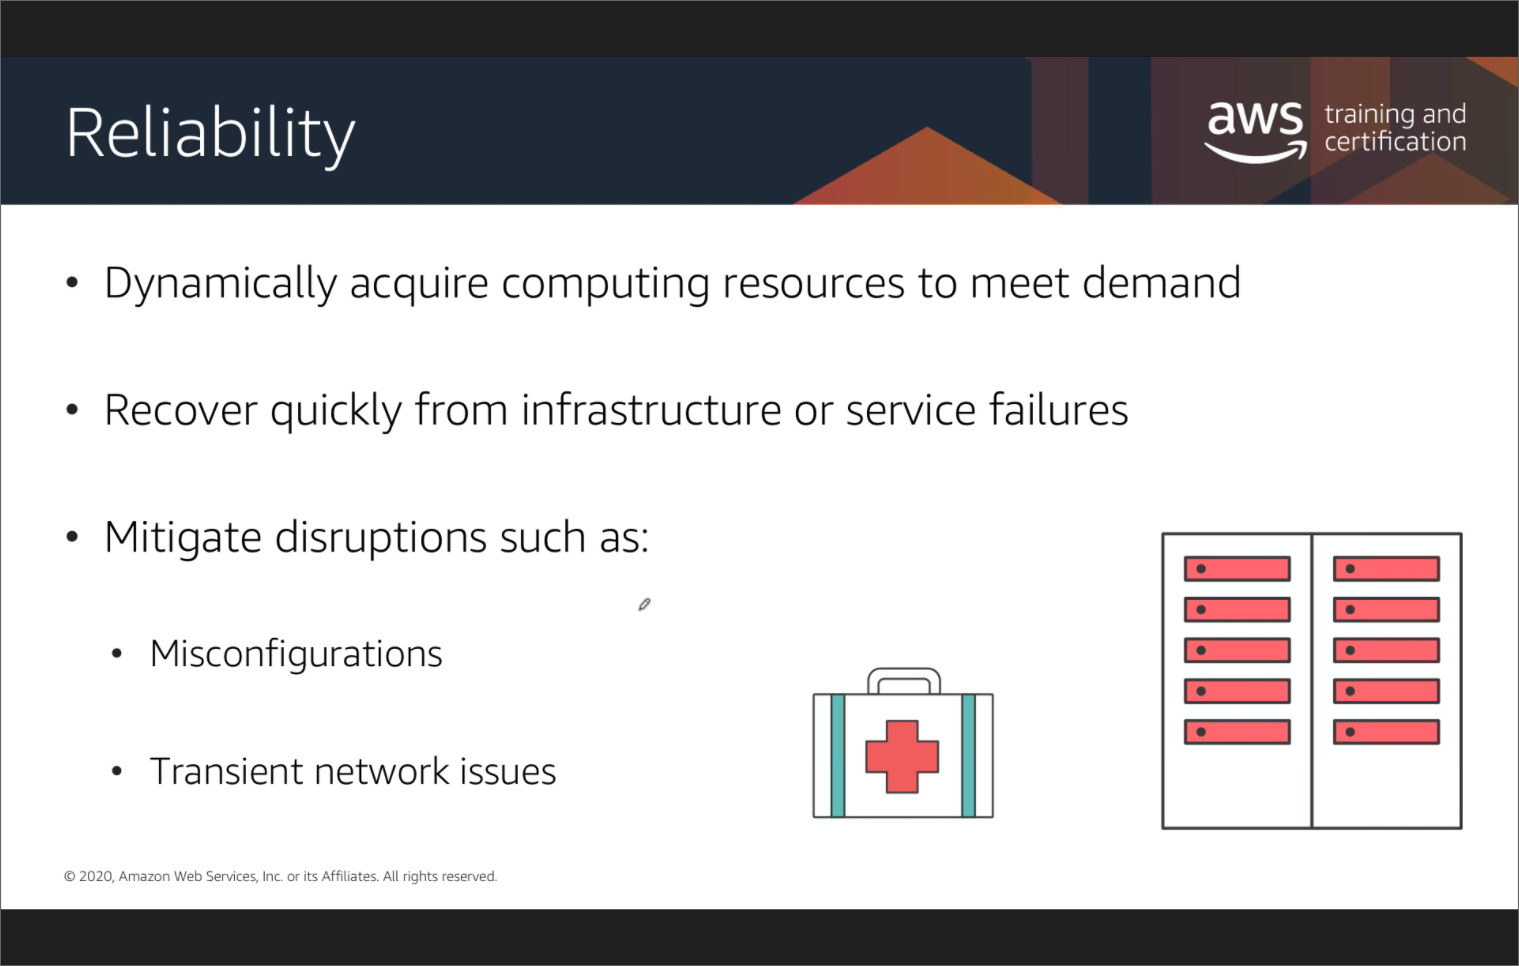 Reliability
aws training and certification
• Dynamically acquire computing resources to meet demand
• Recover quickly from infrastructure or service failures
• Mitigate disruptions such as:
• Misconfigurations
• Transient network issues
© 2020, Amazon Web Services, Inc. or its Affiliates. All rights reserved.